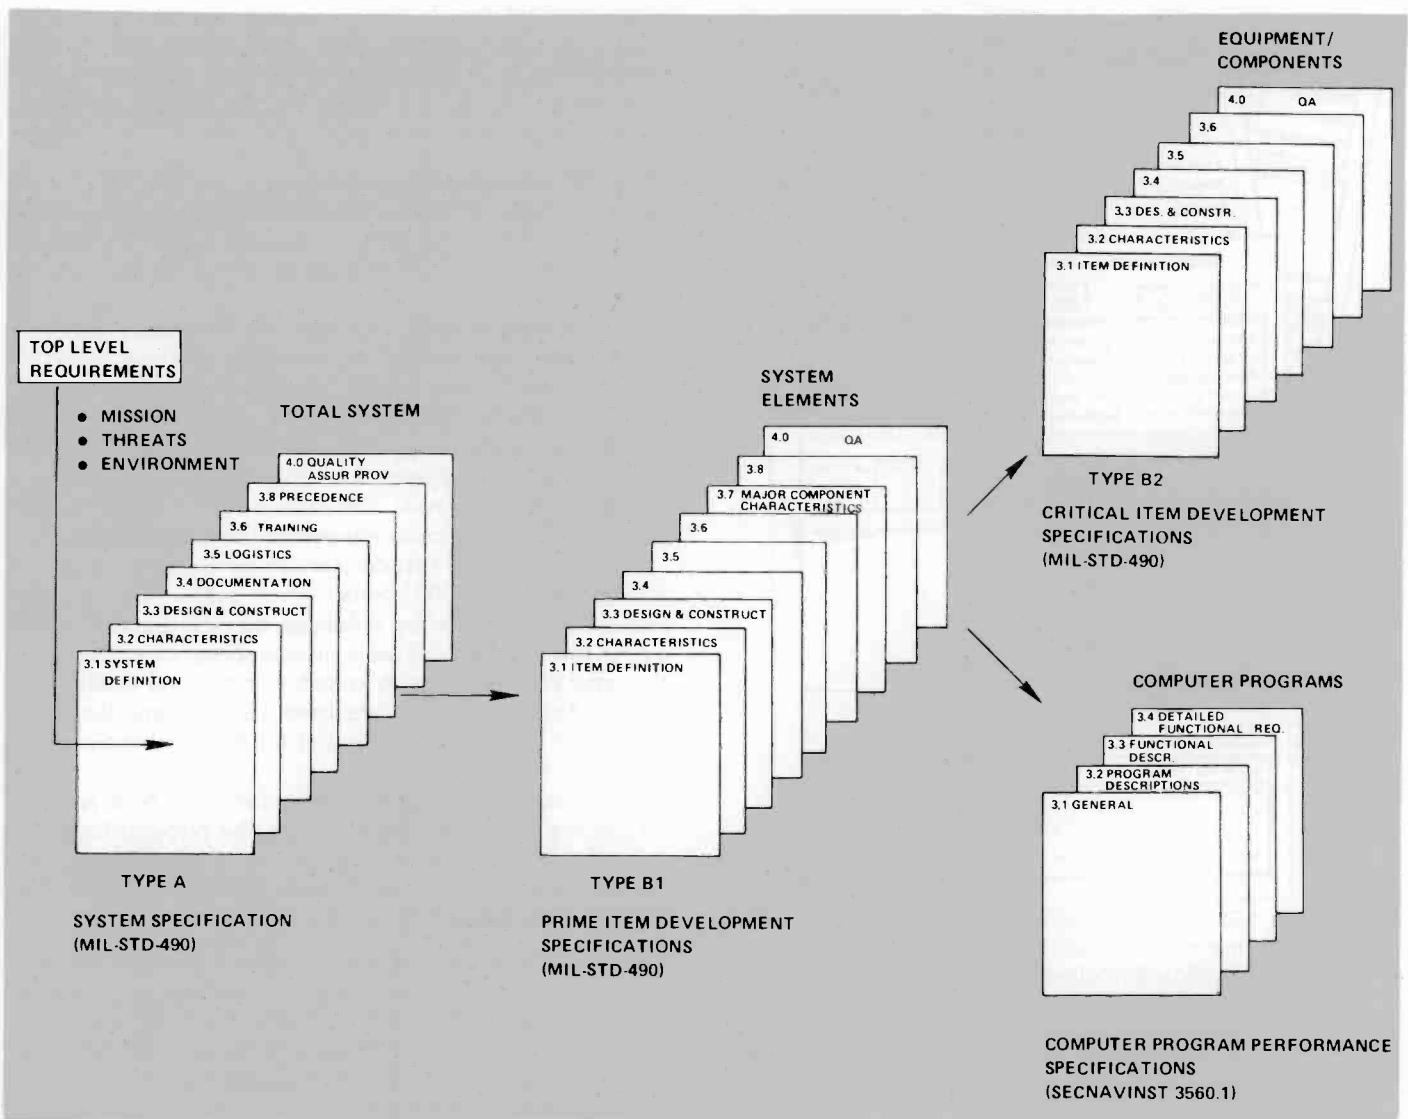 TOP LEVEL
REQUIREMENTS
● MISSION
● THREATS
● ENVIRONMENT
TOTAL SYSTEM
4.0 QUALITY
ASSUR PROV
3.8 PRECEDENCE
3.6 TRAINING
3.5 LOGISTICS
3.4 DOCUMENTATION
3.3 DESIGN & CONSTRUCT
3.2 CHARACTERISTICS
3.1 SYSTEM
DEFINITION
TYPE A
SYSTEM SPECIFICATION
(MIL-STD-490)
SYSTEM
ELEMENTS
4.0 QA
3.8
3.7 MAJOR COMPONENT
CHARACTERISTICS
3.6
3.5
3.4
3.3 DESIGN & CONSTRUCT
3.2 CHARACTERISTICS
3.1 ITEM DEFINITION
TYPE B1
PRIME ITEM DEVELOPMENT
SPECIFICATIONS
(MIL-STD-490)
EQUIPMENT/
COMPONENTS
4.0 QA
3.6
3.5
3.4
3.3 DES. & CONSTR.
3.2 CHARACTERISTICS
3.1 ITEM DEFINITION
TYPE B2
CRITICAL ITEM DEVELOPMENT
SPECIFICATIONS
(MIL-STD-490)
COMPUTER PROGRAMS
3.4 DETAILED
FUNCTIONAL REQ.
3.3 FUNCTIONAL
DESCR.
3.2 PROGRAM
DESCRIPTIONS
3.1 GENERAL
COMPUTER PROGRAM PERFORMANCE
SPECIFICATIONS
(SECNAVINST 3560.1)